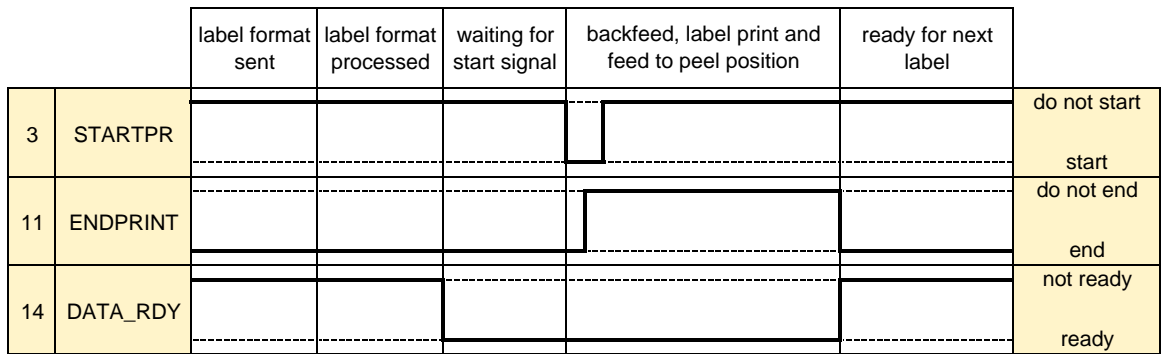 label format
sent
label format
processed
waiting for
start signal
backfeed, label print and
feed to peel position
ready for next
label
3
STARTPR
do not start
start
11
ENDPRINT
do not end
end
14
DATA_RDY
not ready
ready